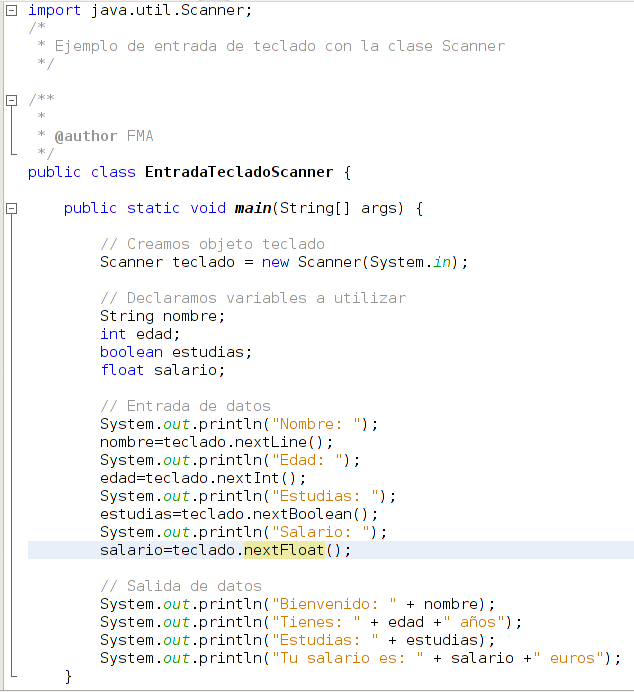 import java.util.Scanner;
/*
 * Ejemplo de entrada de teclado con la clase Scanner
 */

/**
 *
 * @author FMA
 */
public class EntradaTecladoScanner {

    public static void main(String[] args) {

        // Creamos objeto teclado
        Scanner teclado = new Scanner(System.in);

        // Declaramos variables a utilizar
        String nombre;
        int edad;
        boolean estudias;
        float salario;

        // Entrada de datos
        System.out.println("Nombre: ");
        nombre=teclado.nextLine();
        System.out.println("Edad: ");
        edad=teclado.nextInt();
        System.out.println("Estudias: ");
        estudias=teclado.nextBoolean();
        System.out.println("Salario: ");
        salario=teclado.nextFloat();

        // Salida de datos
        System.out.println("Bienvenido: " + nombre);
        System.out.println("Tienes: " + edad +" años");
        System.out.println("Estudias: " + estudias);
        System.out.println("Tu salario es: " + salario +" euros");
    }